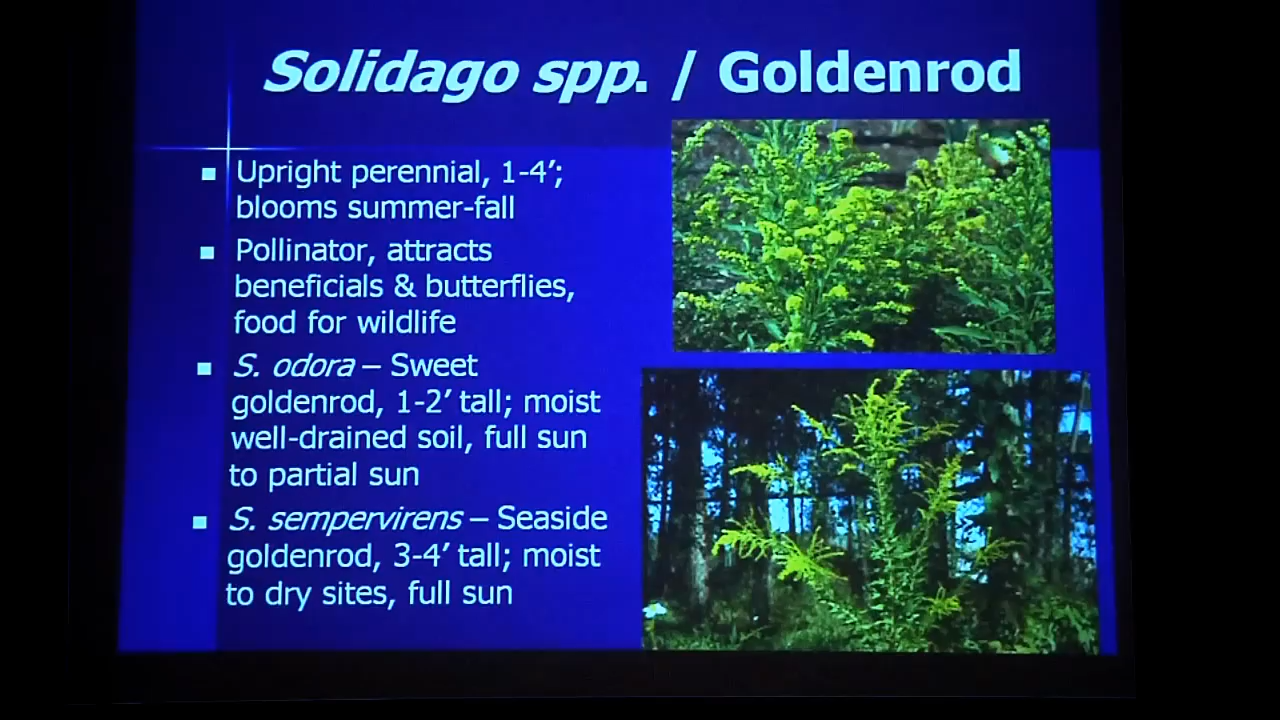 Solidago spp. / Goldenrod
Upright perennial, 1-4’;
blooms summer-fall
Pollinator, attracts
beneficials & butterflies,
food for wildlife
S. odora – Sweet
goldenrod, 1-2’ tall; moist
well-drained soil, full sun
to partial sun
S. sempervirens – Seaside
goldenrod, 3-4’ tall; moist
to dry sites, full sun